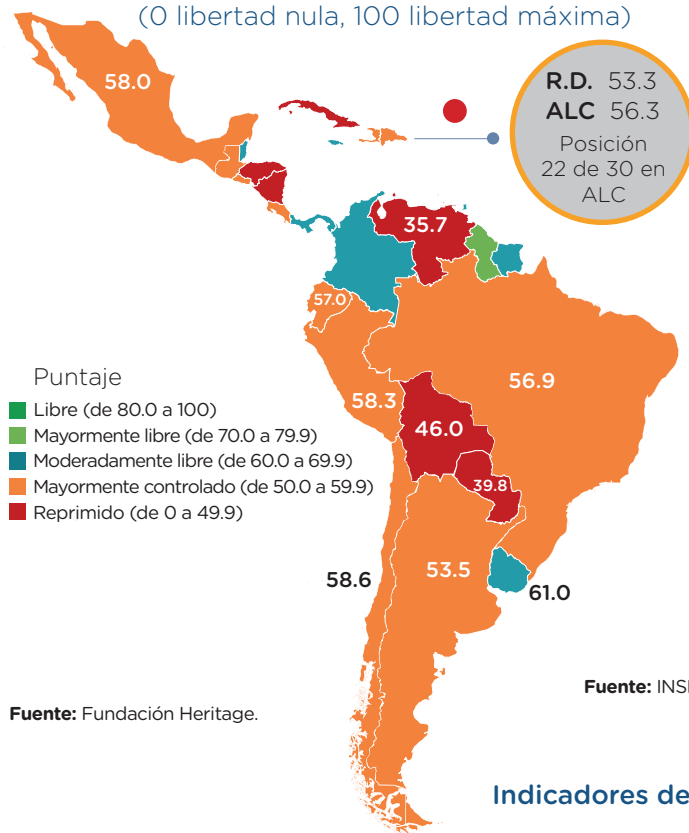 (0 libertad nula, 100 libertad máxima)
58.0
R.D. 53.3
ALC 56.3
Posición
22 de 30 en
ALC
35.7
57.0
56.9
58.3
46.0
39.8
58.6
53.5
61.0
Puntaje
Libre (de 80.0 a 100)
Mayormente libre (de 70.0 a 79.9)
Moderadamente libre (de 60.0 a 69.9)
Mayormente controlado (de 50.0 a 59.9)
Reprimido (de 0 a 49.9)
Fuente: INS
Fuente: Fundación Heritage.
Indicadores de